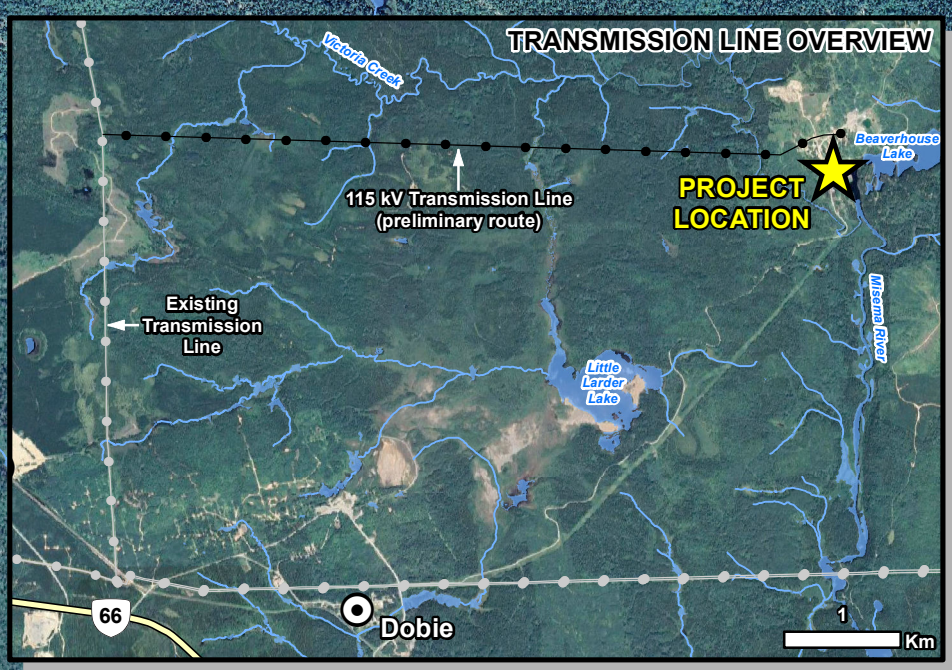 TRANSMISSION LINE OVERVIEW
Victoria Creek
Beaverhouse
Lake
115 kV Transmission Line
(preliminary route)
PROJECT
LOCATION
Existing
Transmission
Line
Misema River
Little
Larder
Lake
66
Dobie
1
Km